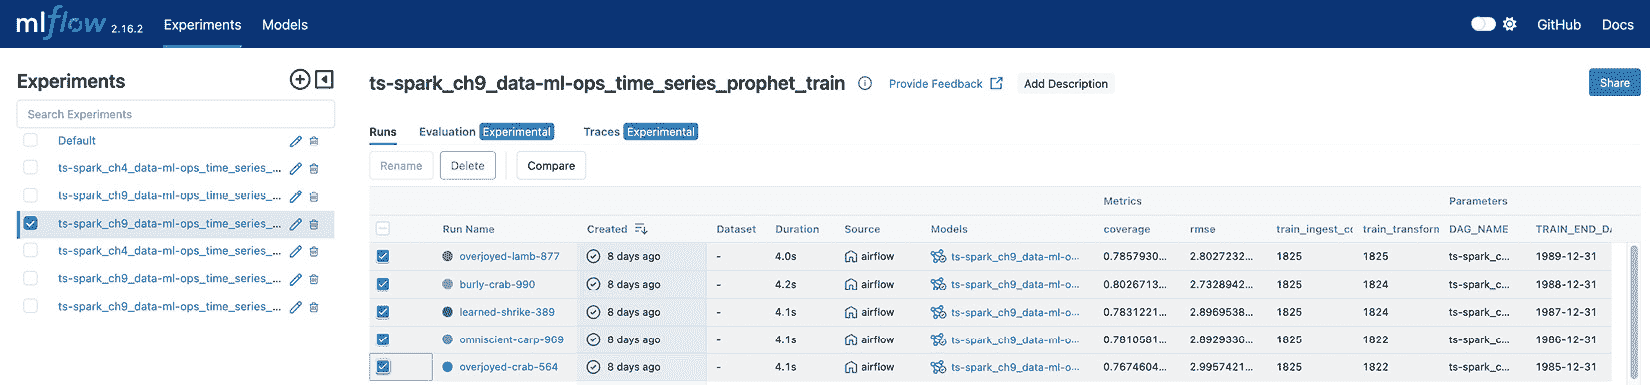 mlflow 2.16.2 Experiments Models GitHub Docs
Experiments
Search Experiments
Default
ts-spark_ch4_data-ml-ops_time_series_...
ts-spark_ch9_data-ml-ops_time_series_...
ts-spark_ch9_data-ml-ops_time_series_...
ts-spark_ch4_data-ml-ops_time_series_...
ts-spark_ch9_data-ml-ops_time_series_...
ts-spark_ch9_data-ml-ops_time_series_...
ts-spark_ch9_data-ml-ops_time_series_prophet_train Provide Feedback Add Description Share
Runs Evaluation Experimental Traces Experimental
Rename Delete Compare
Metrics Parameters
Run Name Created Dataset Duration Source Models coverage rmse train_ingest_cc train_transform DAG_NAME TRAIN_END_DA
overjoyed-lamb-877 8 days ago - 4.0s airflow ts-spark_ch9_data-ml-o... 0.7857930... 2.8027232... 1825 1825 ts-spark_c... 1989-12-31
burly-crab-990 8 days ago - 4.2s airflow ts-spark_ch9_data-ml-o... 0.8026713... 2.7328942... 1825 1824 ts-spark_c... 1988-12-31
learned-shrike-389 8 days ago - 4.1s airflow ts-spark_ch9_data-ml-o... 0.7831221... 2.8969538... 1825 1824 ts-spark_c... 1987-12-31
omniscient-carp-969 8 days ago - 4.1s airflow ts-spark_ch9_data-ml-o... 0.7810581... 2.8929336... 1825 1822 ts-spark_c... 1986-12-31
overjoyed-crab-564 8 days ago - 4.1s airflow ts-spark_ch9_data-ml-o... 0.7674604... 2.9957421... 1825 1822 ts-spark_c... 1985-12-31